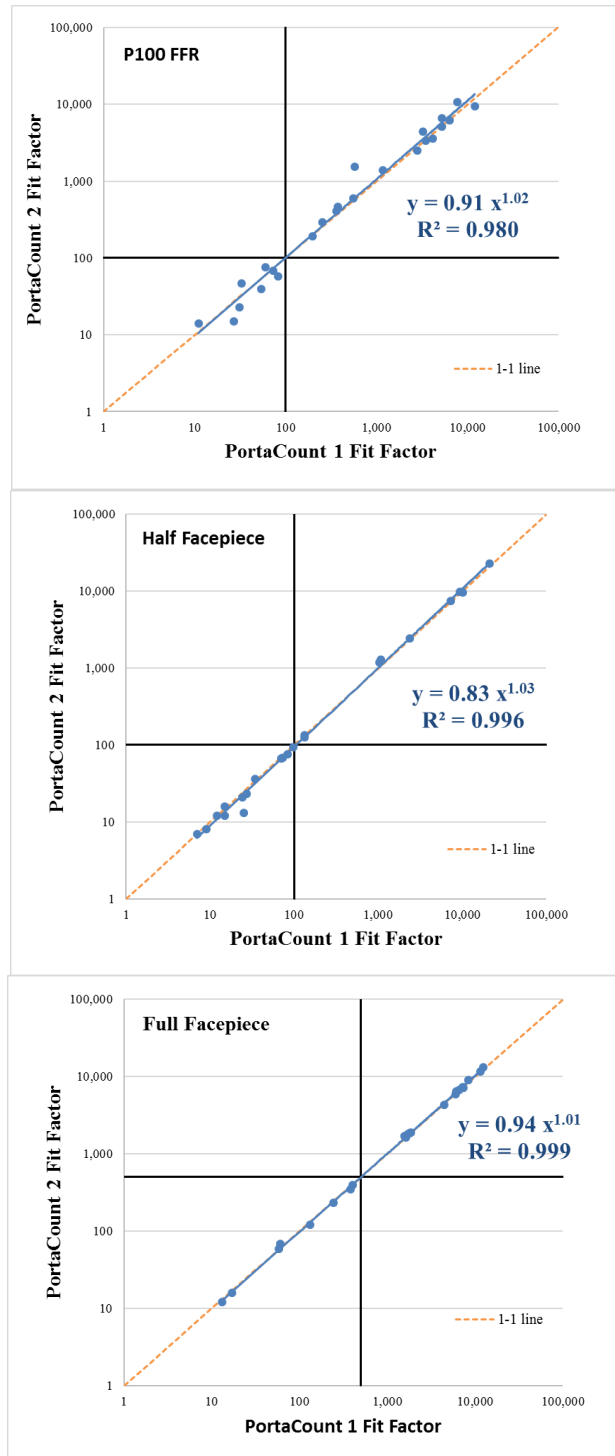 P100 FFR
100,000
10,000
1,000
100
10
1
PortaCount 2 Fit Factor
y = 0.91 x^1.02
R² = 0.980
1-1 line
1 10 100 1,000 10,000 100,000
PortaCount 1 Fit Factor
Half Facepiece
100,000
10,000
1,000
100
10
1
PortaCount 2 Fit Factor
y = 0.83 x^1.03
R² = 0.996
1-1 line
1 10 100 1,000 10,000 100,000
PortaCount 1 Fit Factor
Full Facepiece
100,000
10,000
1,000
100
10
1
PortaCount 2 Fit Factor
y = 0.94 x^1.01
R² = 0.999
1-1 line
1 10 100 1,000 10,000 100,000
PortaCount 1 Fit Factor